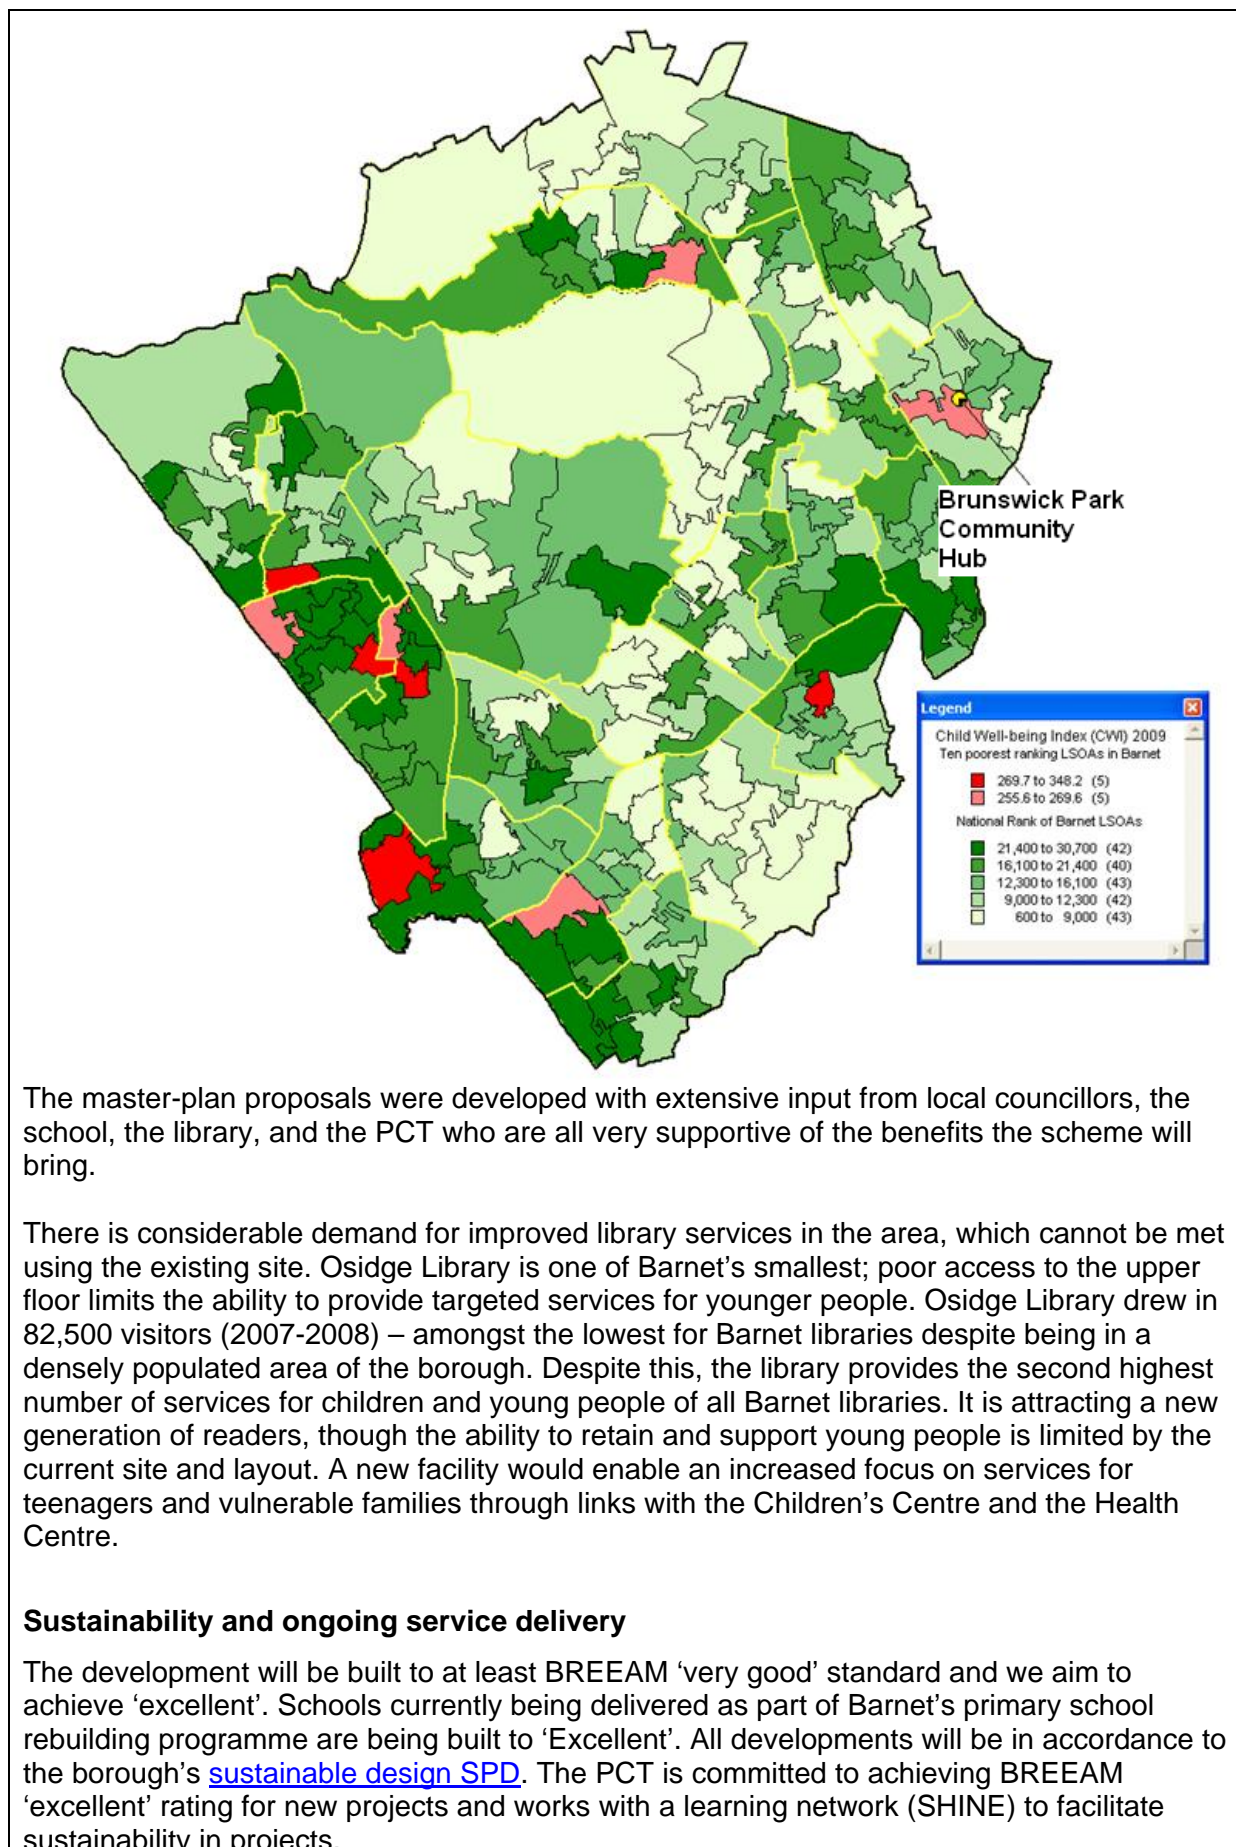 Brunswick Park
Community
Hub
Legend
Child Well-being Index (CWI) 2009
Ten poorest ranking LSOAs in Barnet
269.7 to 348.2 (5)
255.6 to 269.6 (5)
National Rank of Barnet LSOAs
21,400 to 30,700 (42)
16,100 to 21,400 (40)
12,300 to 16,100 (43)
9,000 to 12,300 (42)
600 to 9,000 (43)
The master-plan proposals were developed with extensive input from local councillors, the
school, the library, and the PCT who are all very supportive of the benefits the scheme will
bring.
There is considerable demand for improved library services in the area, which cannot be met
using the existing site. Osidge Library is one of Barnet’s smallest; poor access to the upper
floor limits the ability to provide targeted services for younger people. Osidge Library drew in
82,500 visitors (2007-2008) – amongst the lowest for Barnet libraries despite being in a
densely populated area of the borough. Despite this, the library provides the second highest
number of services for children and young people of all Barnet libraries. It is attracting a new
generation of readers, though the ability to retain and support young people is limited by the
current site and layout. A new facility would enable an increased focus on services for
teenagers and vulnerable families through links with the Children’s Centre and the Health
Centre.
Sustainability and ongoing service delivery
The development will be built to at least BREEAM ‘very good’ standard and we aim to
achieve ‘excellent’. Schools currently being delivered as part of Barnet’s primary school
rebuilding programme are being built to ‘Excellent’. All developments will be in accordance to
the borough’s sustainable design SPD. The PCT is committed to achieving BREEAM
‘excellent’ rating for new projects and works with a learning network (SHINE) to facilitate
sustainability in projects.